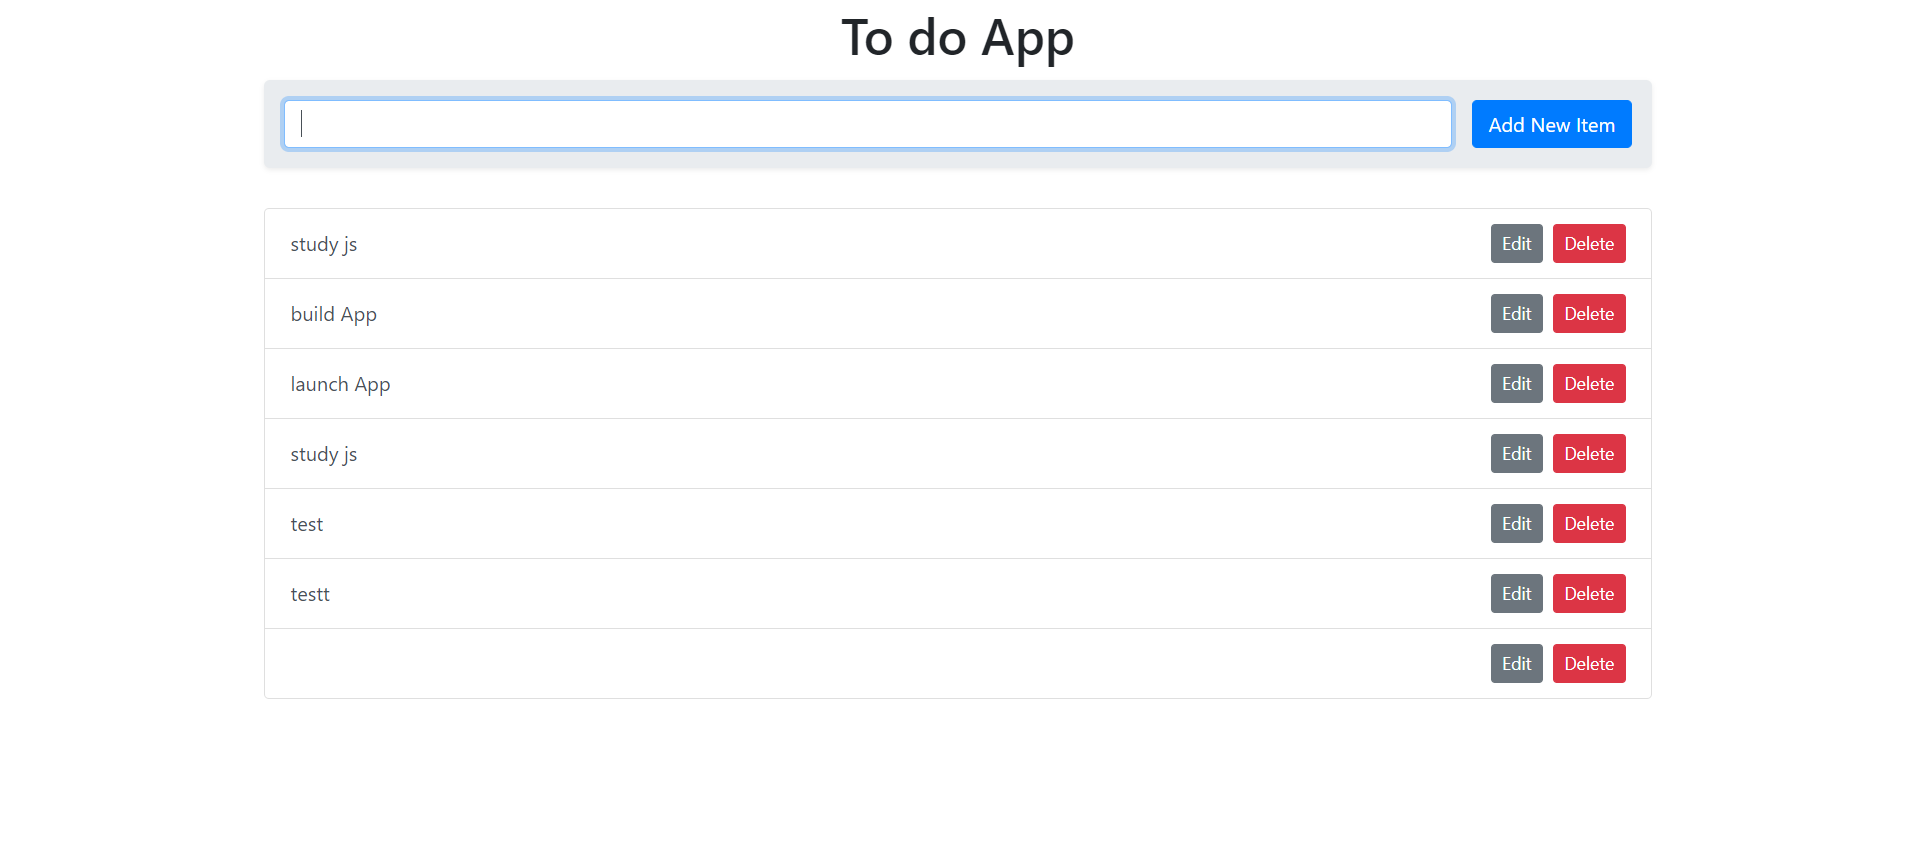 To do App
Add New Item
study js Edit Delete
build App Edit Delete
launch App Edit Delete
study js Edit Delete
test Edit Delete
testt Edit Delete
Edit Delete